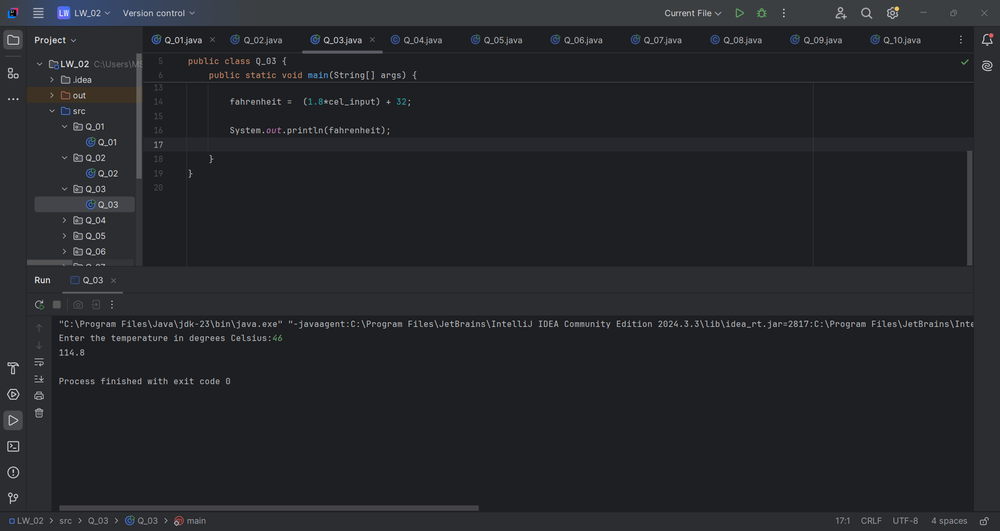 LW LW_02 Version control Current File
Project
Q_01.java Q_02.java Q_03.java Q_04.java Q_05.java Q_06.java Q_07.java Q_08.java Q_09.java Q_10.java
LW_02 C:\Users\MS
.idea
out
src
Q_01
Q_01
Q_02
Q_02
Q_03
Q_03
Q_04
Q_05
Q_06
5 public class Q_03 {
6 public static void main(String[] args) {
13
14 fahrenheit = (1.8*cel_input) + 32;
15
16 System.out.println(fahrenheit);
17
18 }
19 }
20
Run Q_03
"C:\Program Files\Java\jdk-23\bin\java.exe" "-javaagent:C:\Program Files\JetBrains\IntelliJ IDEA Community Edition 2024.3.3\lib\idea_rt.jar=2817:C:\Program Files\JetBrains\Inte
Enter the temperature in degrees Celsius:46
114.8
Process finished with exit code 0
LW_02 > src > Q_03 > Q_03 > main
17:1 CRLF UTF-8 4 spaces